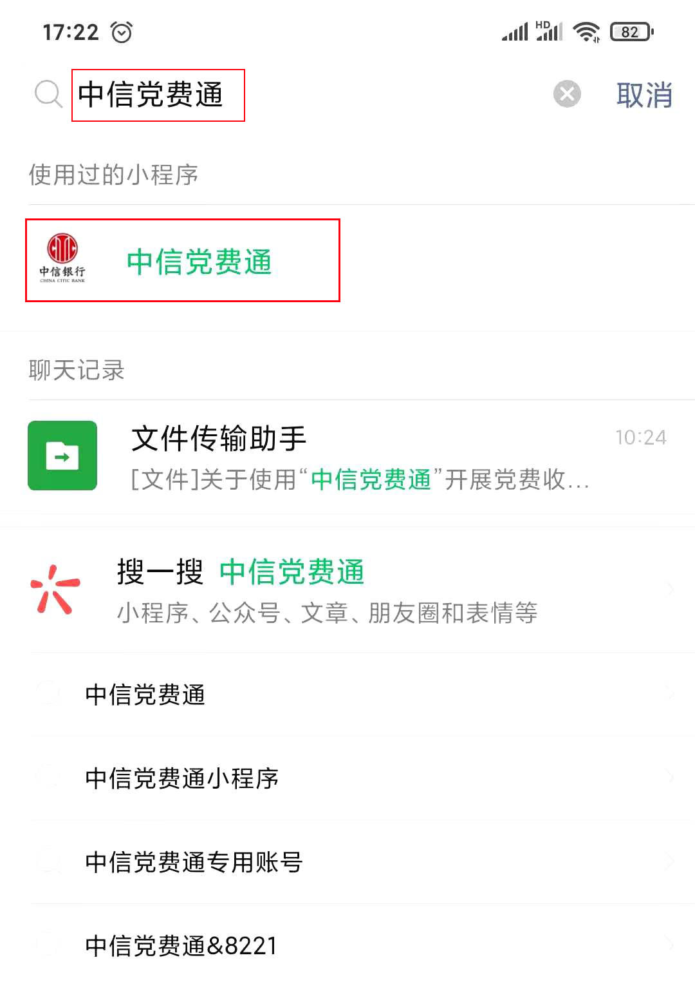 17:22
HD
82
中信党费通
取消
使用过的小程序
中信银行
CHINA CITIC BANK
中信党费通
聊天记录
文件传输助手
10:24
[文件]关于使用“中信党费通”开展党费收...
搜一搜 中信党费通
小程序、公众号、文章、朋友圈和表情等
中信党费通
中信党费通小程序
中信党费通专用账号
中信党费通&8221